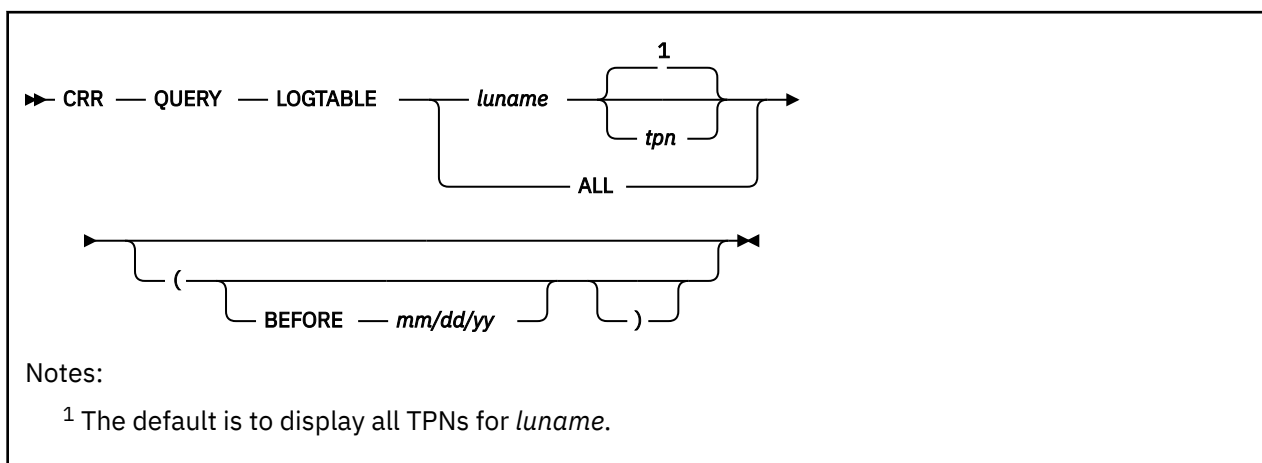 1
CRR QUERY LOGTABLE luname
tpn
ALL
(
BEFORE mm/dd/yy )
Notes:
1 The default is to display all TPNs for luname.